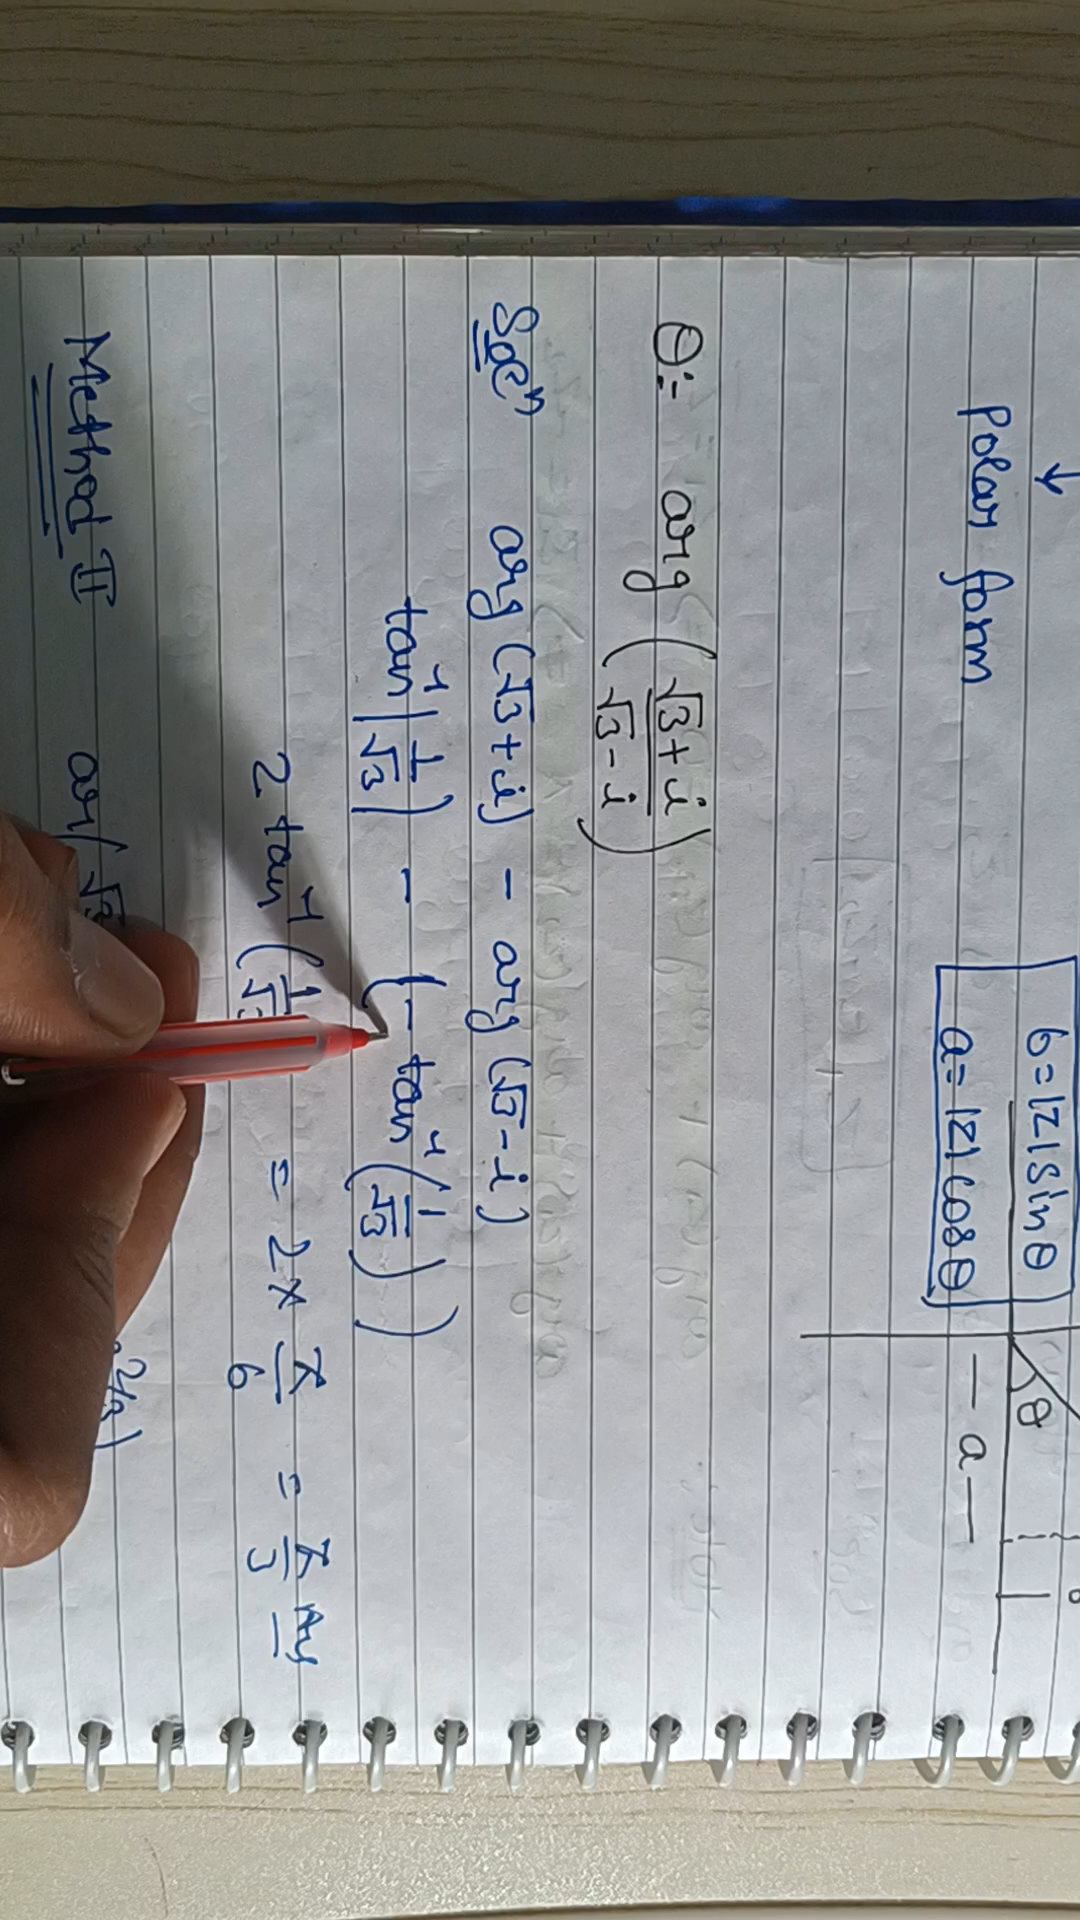 ↓
Polar form
b = |z| sin θ
a = |z| cos θ
θ
— a —
Q:- arg ( (√3 + i) / (√3 - i) )
Solⁿ arg (√3 + i) - arg (√3 - i)
tan⁻¹ |1/√3| - (- tan⁻¹ (1/√3))
2 tan⁻¹ (1/√3 = 2 × π/6 = π/3 Ans
Method II